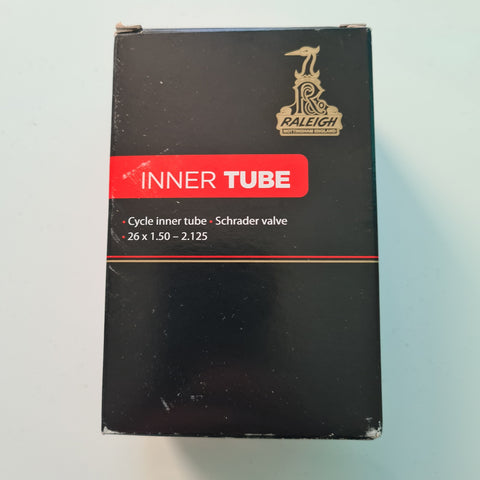 R
RALEIGH
NOTTINGHAM ENGLAND
INNER TUBE
• Cycle inner tube • Schrader valve
• 26 x 1.50 – 2.125